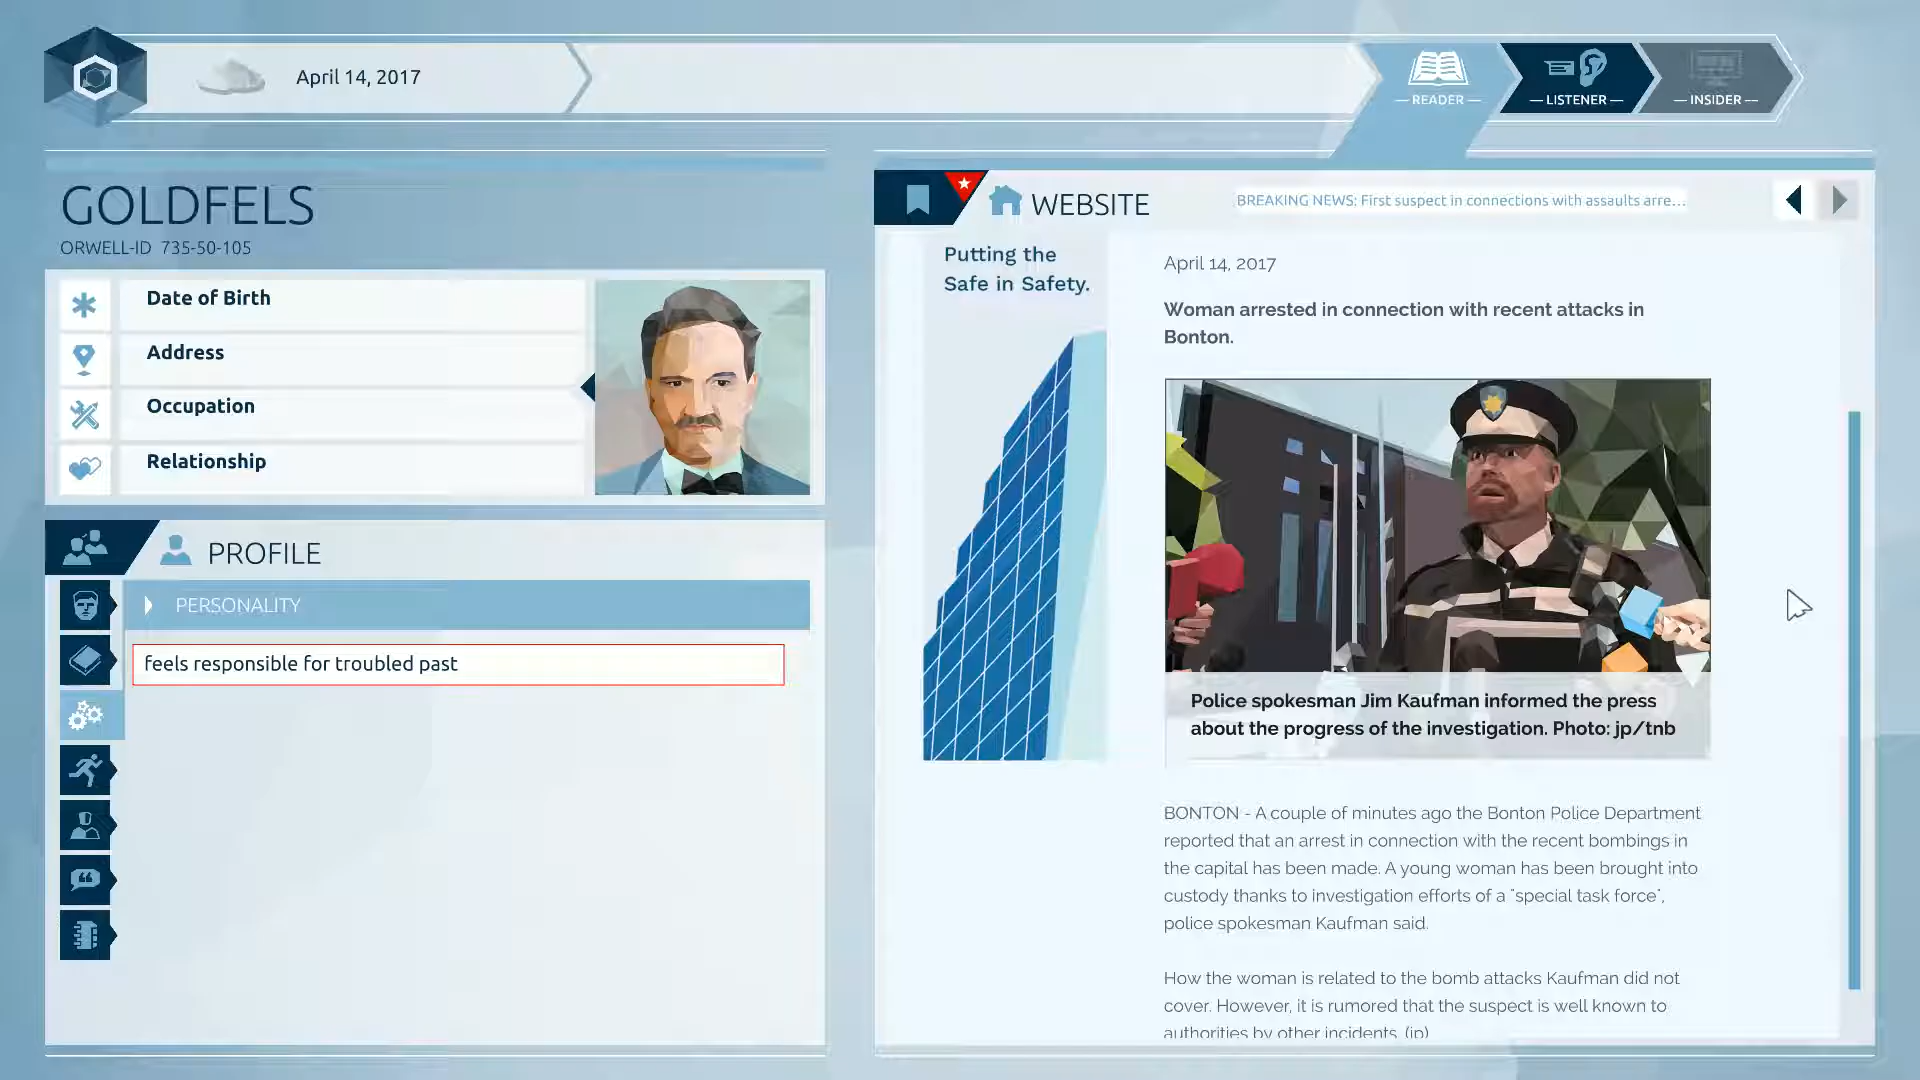 April 14, 2017
— READER —
— LISTENER —
— INSIDER —
GOLDFELS
ORWELL-ID 735-50-105
Date of Birth
Address
Occupation
Relationship
PROFILE
PERSONALITY
feels responsible for troubled past
WEBSITE
BREAKING NEWS: First suspect in connections with assaults arre...
Putting the
Safe in Safety.
April 14, 2017
Woman arrested in connection with recent attacks in
Bonton.
Police spokesman Jim Kaufman informed the press
about the progress of the investigation. Photo: jp/tnb
BONTON - A couple of minutes ago the Bonton Police Department
reported that an arrest in connection with the recent bombings in
the capital has been made. A young woman has been brought into
custody thanks to investigation efforts of a "special task force",
police spokesman Kaufman said.
How the woman is related to the bomb attacks Kaufman did not
cover. However, it is rumored that the suspect is well known to
authorities by other incidents. (jp)